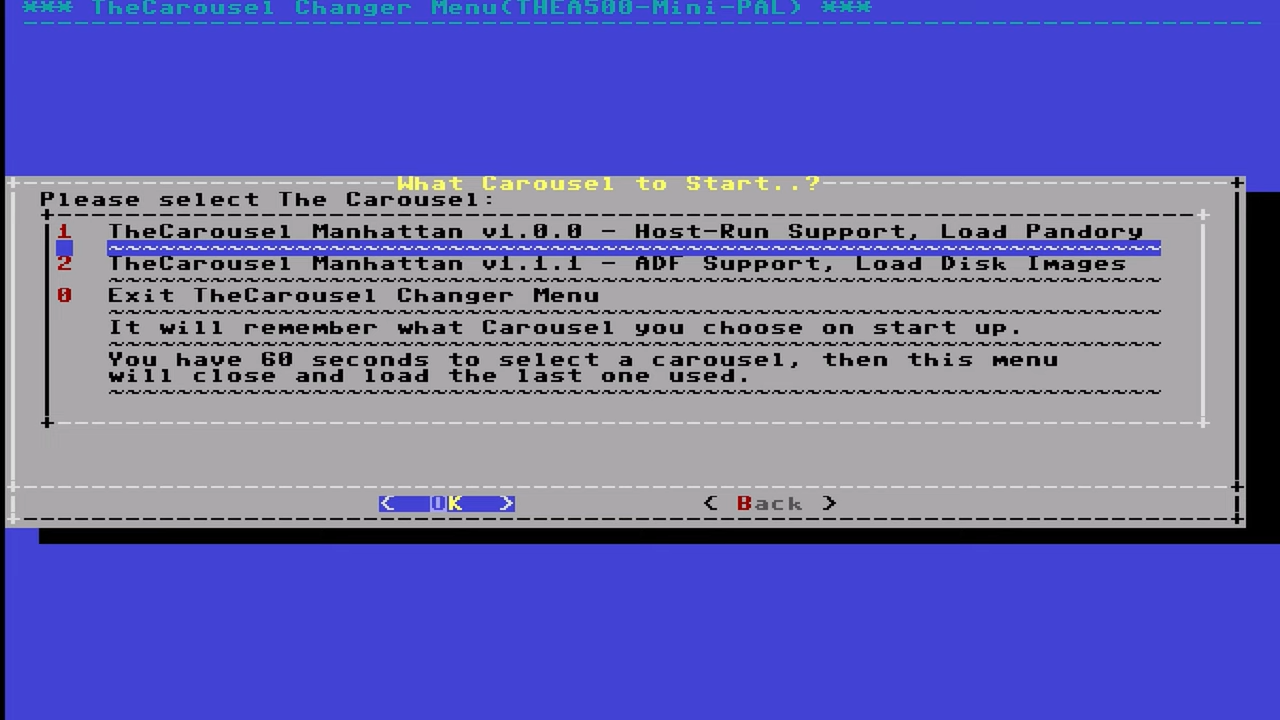 *** TheCarousel Changer Menu(THEA500-Mini-PAL) ***
What Carousel to Start..?
Please select The Carousel:
1 TheCarousel Manhattan v1.0.0 - Host-Run Support, Load Pandory
~~~~~~~~~~~~~~~~~~~~~~~~~~~~~~~~~~~~~~~~~~~~~~~~~~~~~~~~~~~~~~
2 TheCarousel Manhattan v1.1.1 - ADF Support, Load Disk Images
~~~~~~~~~~~~~~~~~~~~~~~~~~~~~~~~~~~~~~~~~~~~~~~~~~~~~~~~~~~~~~
0 Exit TheCarousel Changer Menu
~~~~~~~~~~~~~~~~~~~~~~~~~~~~~~~~~~~~~~~~~~~~~~~~~~~~~~~~~~~~~~
It will remember what Carousel you choose on start up.
~~~~~~~~~~~~~~~~~~~~~~~~~~~~~~~~~~~~~~~~~~~~~~~~~~~~~~~~~~~~~~
You have 60 seconds to select a carousel, then this menu
will close and load the last one used.
~~~~~~~~~~~~~~~~~~~~~~~~~~~~~~~~~~~~~~~~~~~~~~~~~~~~~~~~~~~~~~
< OK > < Back >